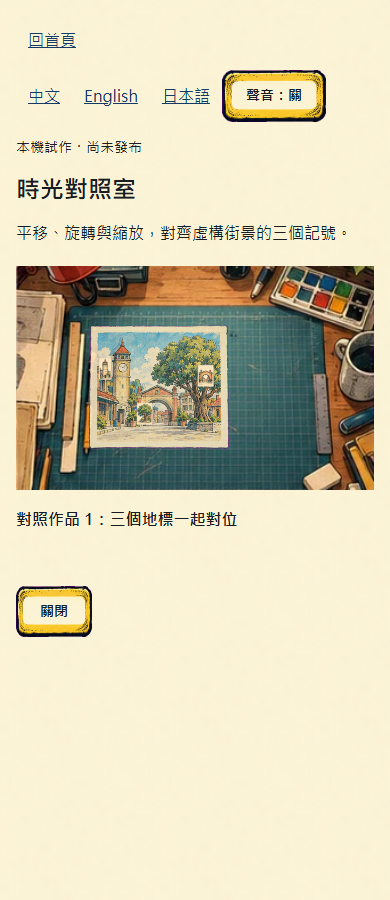 回首頁
中文 English 日本語 聲音：關
本機試作・尚未發布
時光對照室
平移、旋轉與縮放，對齊虛構街景的三個記號。
對照作品 1：三個地標一起對位
關閉